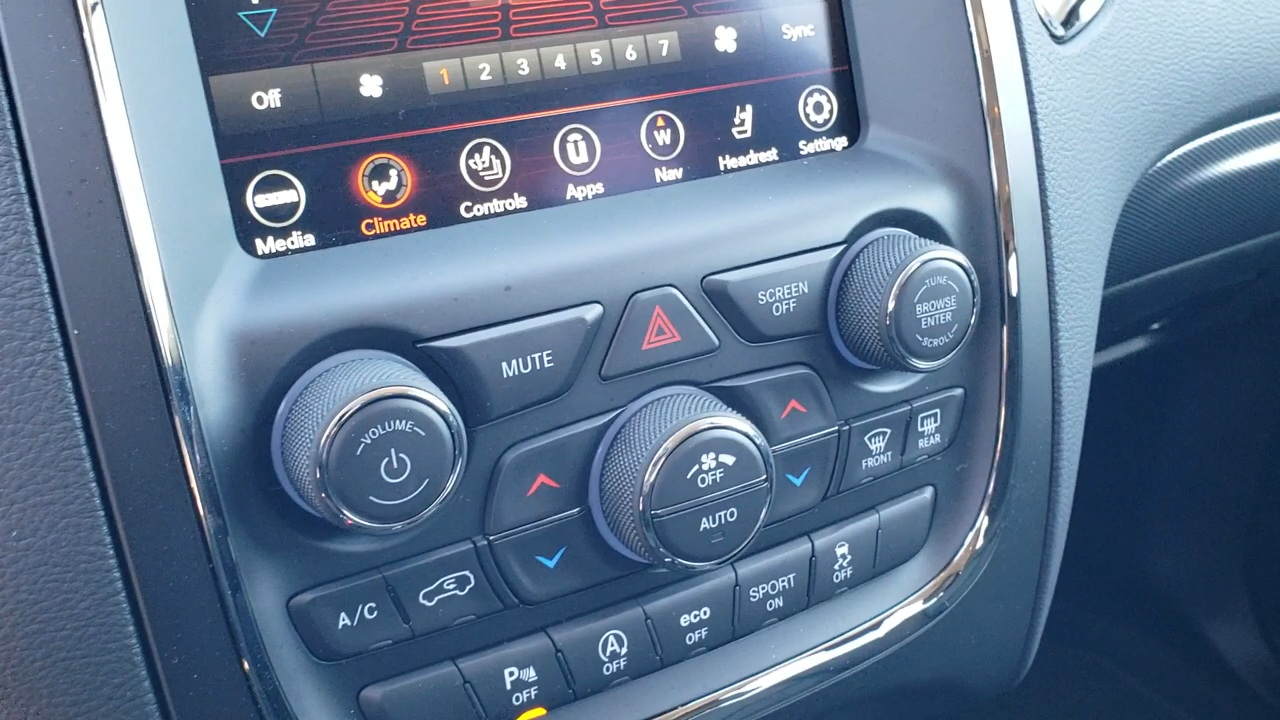 Off 1 2 3 4 5 6 7 Sync
Media Climate Controls Apps Nav Headrest Settings
sxm
u
W
MUTE
SCREEN
OFF
TUNE
BROWSE
ENTER
SCROLL
VOLUME
OFF
AUTO
FRONT
REAR
A/C
P
OFF
A
OFF
eco
OFF
SPORT
ON
OFF